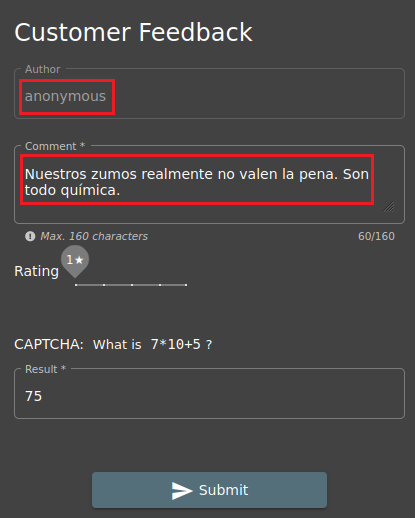 Customer Feedback
Author
anonymous
Comment *
Nuestros zumos realmente no valen la pena. Son
todo química.
Max. 160 characters 60/160
1★
Rating
CAPTCHA: What is 7*10+5 ?
Result *
75
Submit